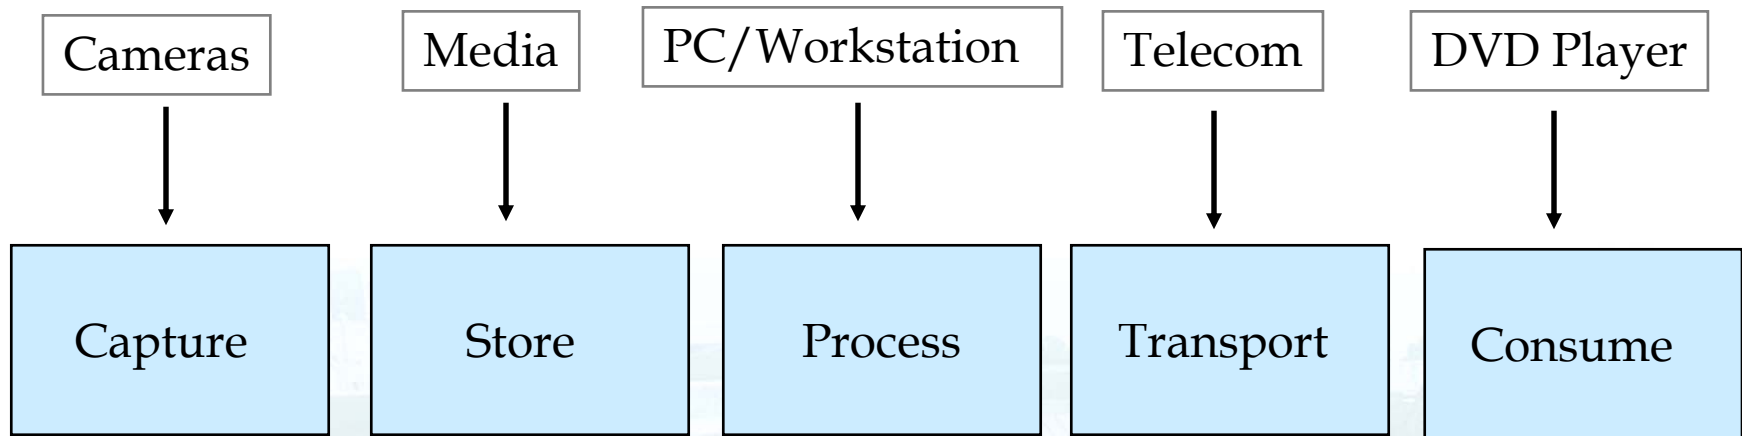 Cameras
Media
PC/Workstation
Telecom
DVD Player
Capture
Store
Process
Transport
Consume